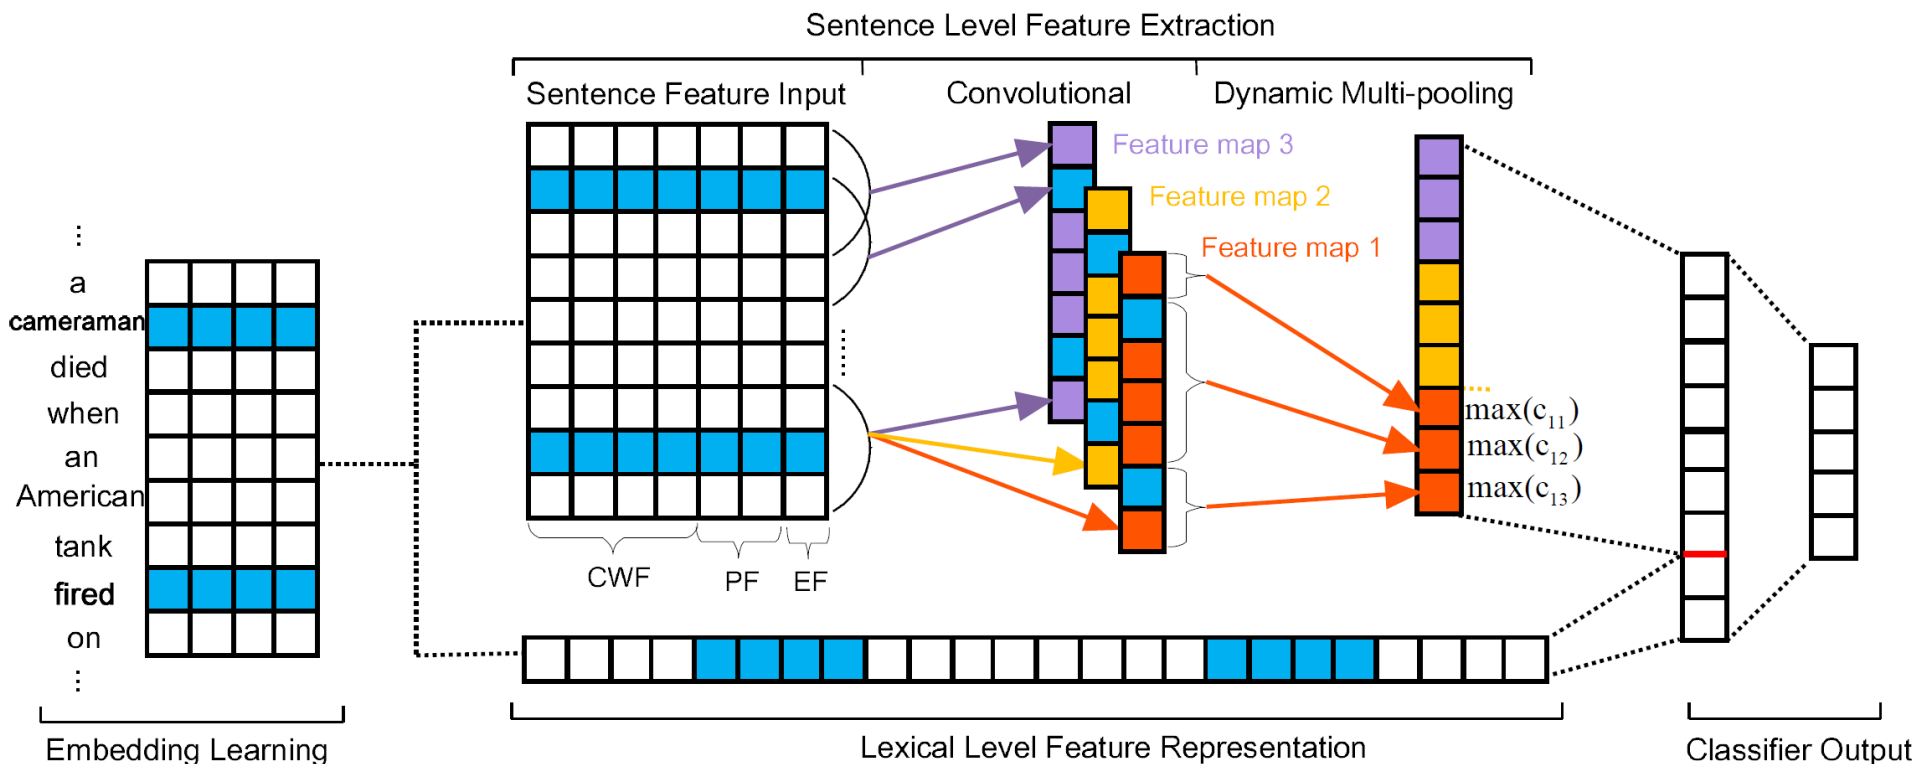 Sentence Level Feature Extraction
Sentence Feature Input
Convolutional
Dynamic Multi-pooling
Feature map 3
Feature map 2
Feature map 1
⋮
a
cameraman
died
when
an
American
tank
fired
on
⋮
max(c₁₁)
max(c₁₂)
max(c₁₃)
CWF
PF
EF
Embedding Learning
Lexical Level Feature Representation
Classifier Output